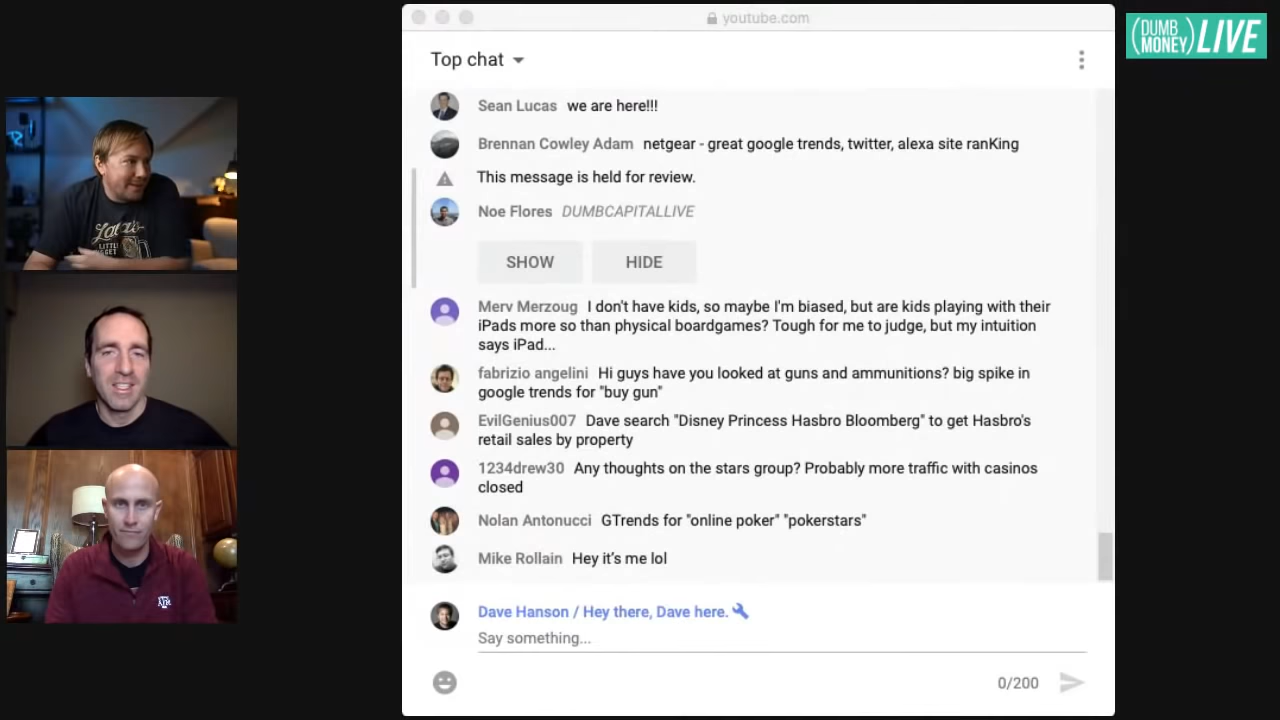 youtube.com
(DUMB MONEY) LIVE
Top chat
Sean Lucas we are here!!!
Brennan Cowley Adam netgear - great google trends, twitter, alexa site ranKing
This message is held for review.
Noe Flores DUMBCAPITALLIVE
SHOW HIDE
Merv Merzoug I don't have kids, so maybe I'm biased, but are kids playing with their
iPads more so than physical boardgames? Tough for me to judge, but my intuition
says iPad...
fabrizio angelini Hi guys have you looked at guns and ammunitions? big spike in
google trends for "buy gun"
EvilGenius007 Dave search "Disney Princess Hasbro Bloomberg" to get Hasbro's
retail sales by property
1234drew30 Any thoughts on the stars group? Probably more traffic with casinos
closed
Nolan Antonucci GTrends for "online poker" "pokerstars"
Mike Rollain Hey it's me lol
Dave Hanson / Hey there, Dave here.
Say something...
0/200